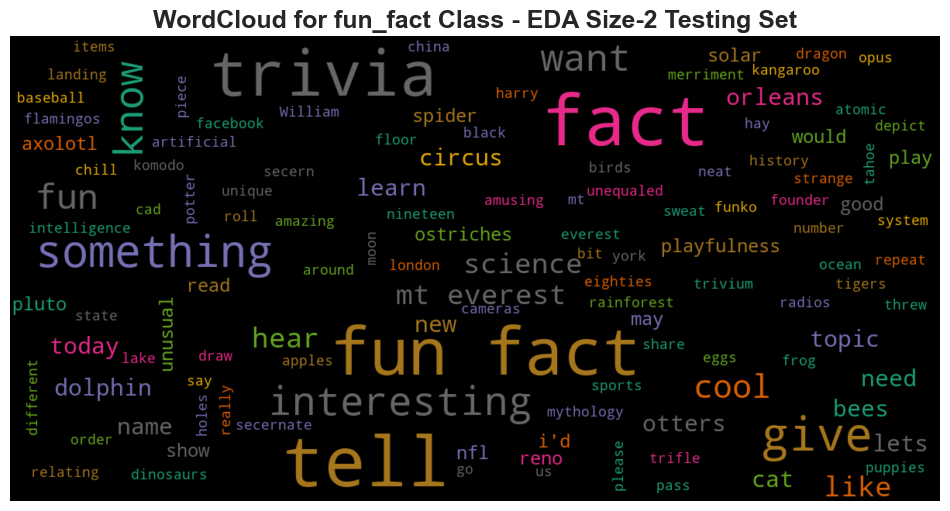 WordCloud for fun_fact Class - EDA Size-2 Testing Set
items
china
trivia
want
solar
dragon
opus
landing
know
piece
merriment
kangaroo
baseball
harry
fact
orleans
flamingos
William
facebook
spider
black
atomic
hay
would
depict
axolotl
artificial
floor
circus
chill
komodo
secern
birds
neat
history
play
tahoe
strange
fun
potter
unique
learn
amusing
mt
unequaled
founder
good
cad
roll
amazing
nineteen
sweat
funko
number
system
intelligence
ostriches
everest
something
moon
bit
york
playfulness
around
london
science
ocean
repeat
read
eighties
trivium
tigers
pluto
state
unusual
mt everest
cameras
rainforest
radios
threw
hear
new
may
today
lake
draw
apples
fun fact
share
eggs
frog
topic
different
dolphin
say
holes
really
interesting
sports
cool
need
mythology
bees
order
name
secernate
otters
show
tell
nfl
i'd
give
lets
relating
dinosaurs
go
reno
us
please
trifle
pass
cat
puppies
like